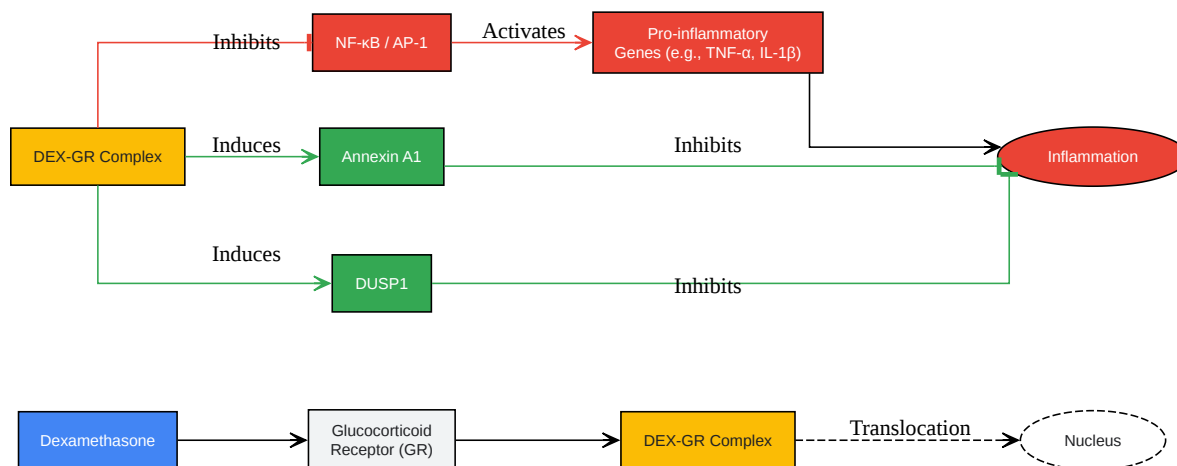 Inhibits
NF-κB / AP-1
Activates
Pro-inflammatory
Genes (e.g., TNF-α, IL-1β)
DEX-GR Complex
Induces
Annexin A1
Inhibits
Inflammation
Induces
DUSP1
Inhibits
Dexamethasone
Glucocorticoid
Receptor (GR)
DEX-GR Complex
Translocation
Nucleus